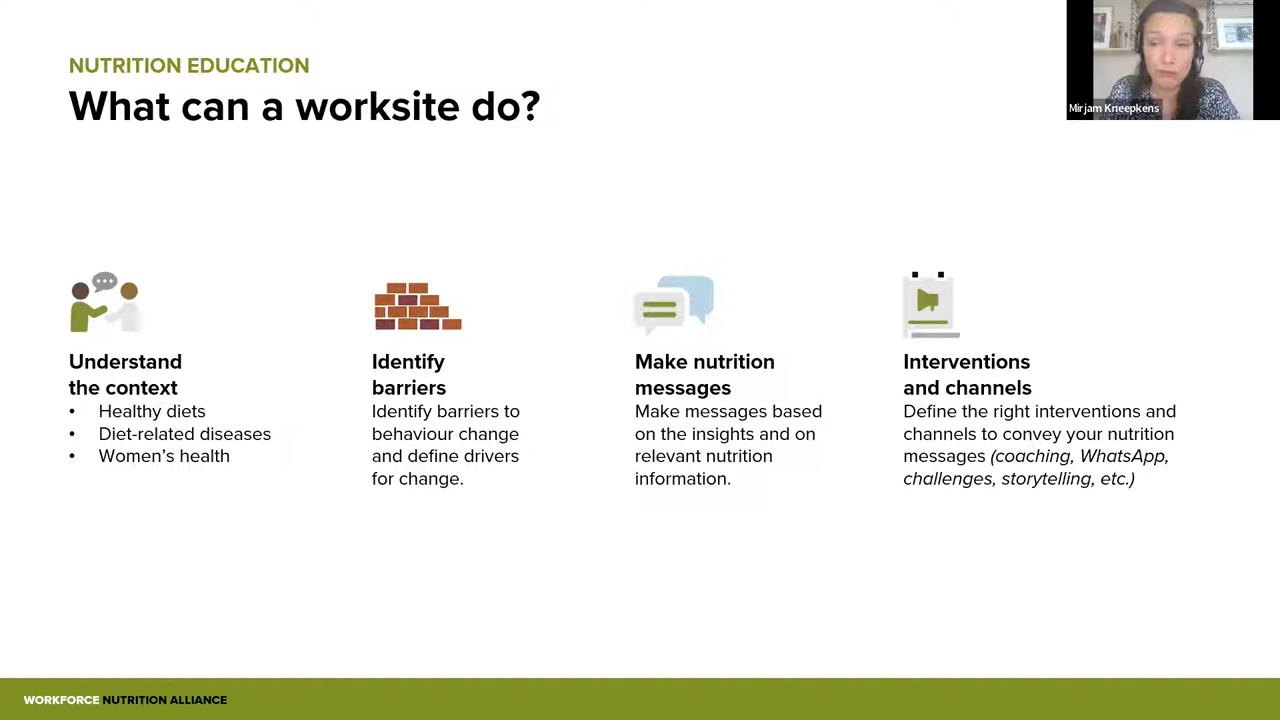 NUTRITION EDUCATION
What can a worksite do?
Mirjam Kneepkens
Understand
the context
• Healthy diets
• Diet-related diseases
• Women's health
Identify
barriers
Identify barriers to
behaviour change
and define drivers
for change.
Make nutrition
messages
Make messages based
on the insights and on
relevant nutrition
information.
Interventions
and channels
Define the right interventions and
channels to convey your nutrition
messages (coaching, WhatsApp,
challenges, storytelling, etc.)
WORKFORCE NUTRITION ALLIANCE